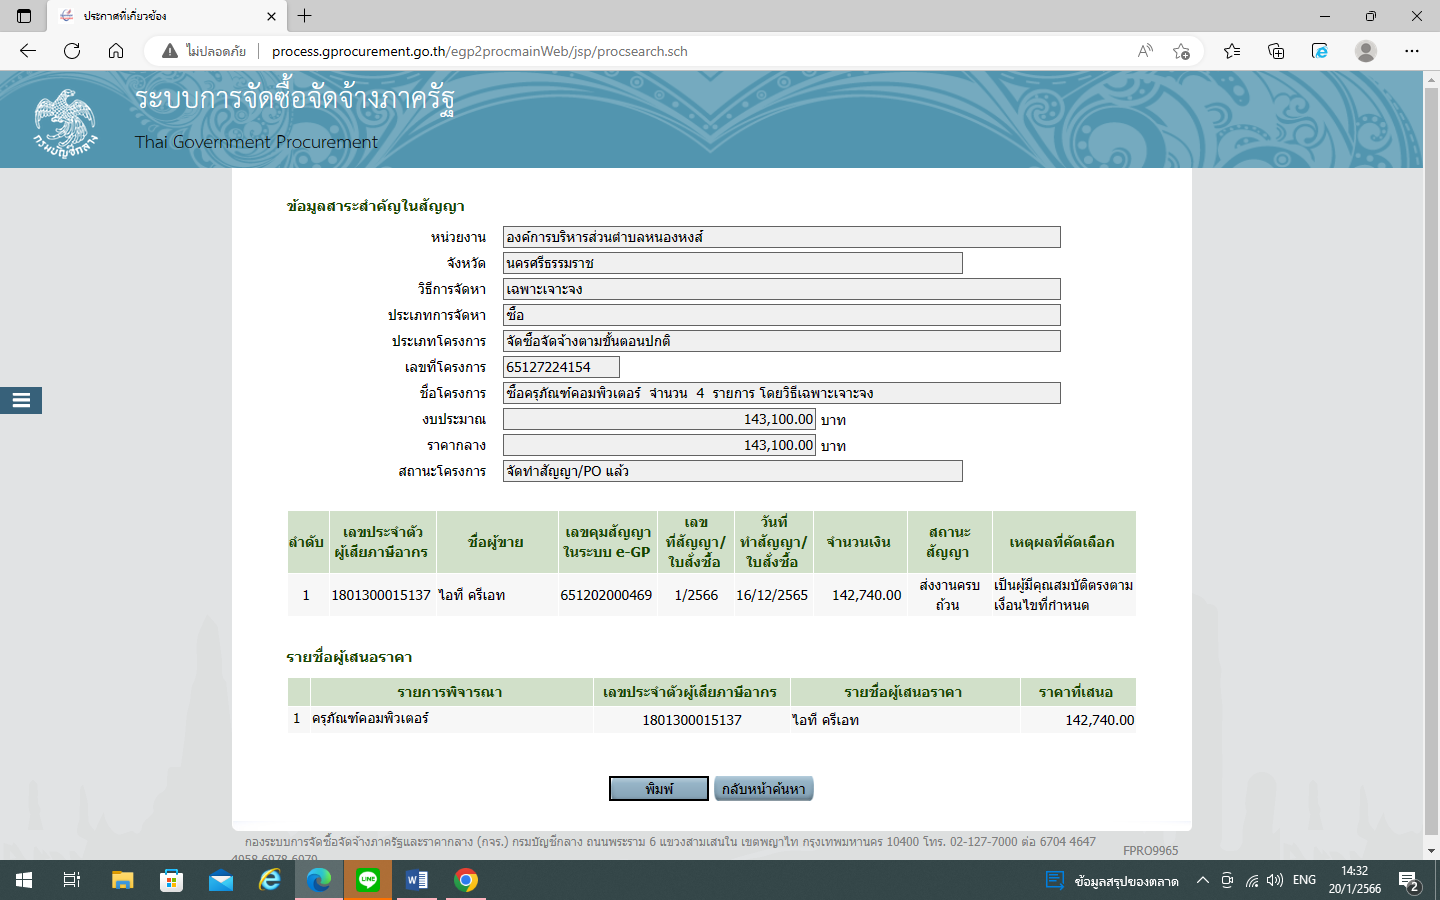 ประกาศที่เกี่ยวข้อง
ไม่ปลอดภัย process.gprocurement.go.th/egp2procmainWeb/jsp/procsearch.sch
ระบบการจัดซื้อจัดจ้างภาครัฐ
Thai Government Procurement
กรมบัญชีกลาง
ข้อมูลสาระสำคัญในสัญญา
หน่วยงาน องค์การบริหารส่วนตำบลหนองหงส์
จังหวัด นครศรีธรรมราช
วิธีการจัดหา เฉพาะเจาะจง
ประเภทการจัดหา ซื้อ
ประเภทโครงการ จัดซื้อจัดจ้างตามขั้นตอนปกติ
เลขที่โครงการ 65127224154
ชื่อโครงการ ซื้อครุภัณฑ์คอมพิวเตอร์ จำนวน 4 รายการ โดยวิธีเฉพาะเจาะจง
งบประมาณ 143,100.00 บาท
ราคากลาง 143,100.00 บาท
สถานะโครงการ จัดทำสัญญา/PO แล้ว
ลำดับ เลขประจำตัวผู้เสียภาษีอากร ชื่อผู้ขาย เลขคุมสัญญาในระบบ e-GP เลขที่สัญญา/ใบสั่งซื้อ วันที่ทำสัญญา/ใบสั่งซื้อ จำนวนเงิน สถานะสัญญา เหตุผลที่คัดเลือก
1 1801300015137 ไอที ครีเอท 651202000469 1/2566 16/12/2565 142,740.00 ส่งงานครบถ้วน เป็นผู้มีคุณสมบัติตรงตามเงื่อนไขที่กำหนด
รายชื่อผู้เสนอราคา
รายการพิจารณา เลขประจำตัวผู้เสียภาษีอากร รายชื่อผู้เสนอราคา ราคาที่เสนอ
1 ครุภัณฑ์คอมพิวเตอร์ 1801300015137 ไอที ครีเอท 142,740.00
พิมพ์ กลับหน้าค้นหา
กองระบบการจัดซื้อจัดจ้างภาครัฐและราคากลาง (กจร.) กรมบัญชีกลาง ถนนพระราม 6 แขวงสามเสนใน เขตพญาไท กรุงเทพมหานคร 10400 โทร. 02-127-7000 ต่อ 6704 4647
4958 6978 6979
FPRO9965
ข้อมูลสรุปของตลาด ENG 14:32
20/1/2566
2